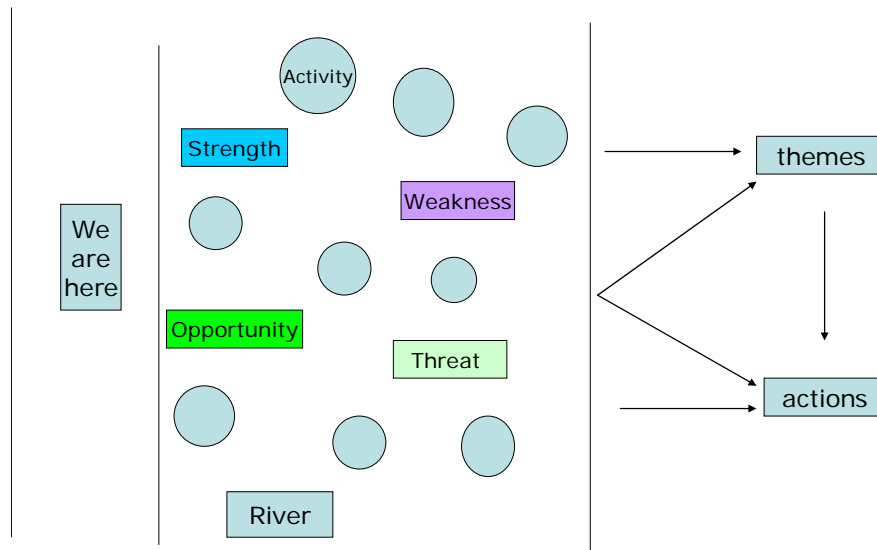 Activity
Strength
themes
Weakness
We
are
here
Opportunity
Threat
actions
River